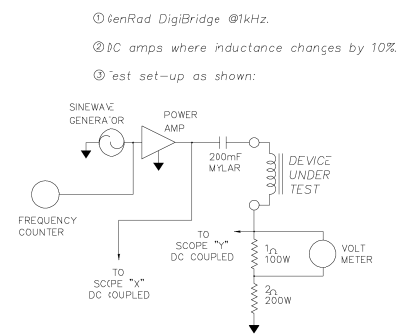 ① GenRad DigiBridge @1kHz.
② DC amps where inductance changes by 10%.
③ Test set-up as shown:
SINEWAVE
GENERATOR
POWER
AMP
200mF
MYLAR
DEVICE
UNDER
TEST
FREQUENCY
COUNTER
TO
SCOPE "X"
DC COUPLED
TO
SCOPE "Y"
DC COUPLED
1Ω
100W
VOLT
METER
2Ω
200W